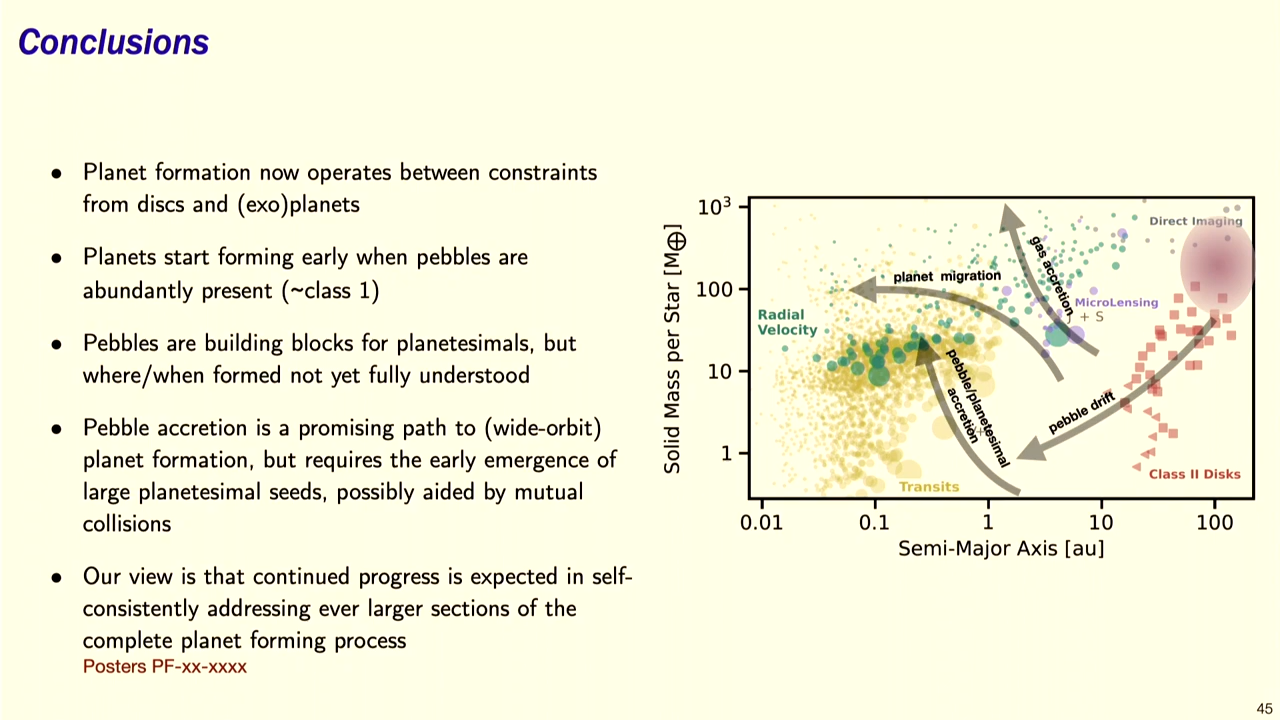 Conclusions
● Planet formation now operates between constraints
from discs and (exo)planets
● Planets start forming early when pebbles are
abundantly present (~class 1)
● Pebbles are building blocks for planetesimals, but
where/when formed not yet fully understood
● Pebble accretion is a promising path to (wide-orbit)
planet formation, but requires the early emergence of
large planetesimal seeds, possibly aided by mutual
collisions
● Our view is that continued progress is expected in self-
consistently addressing ever larger sections of the
complete planet forming process
Posters PF-xx-xxxx
Solid Mass per Star [M⊕]
10³
100
10
1
Direct Imaging
gas accretion
planet migration
MicroLensing
J + S
Radial
Velocity
pebble/planetesimal
accretion
pebble drift
Class II Disks
Transits
0.01
0.1
1
10
100
Semi-Major Axis [au]
45